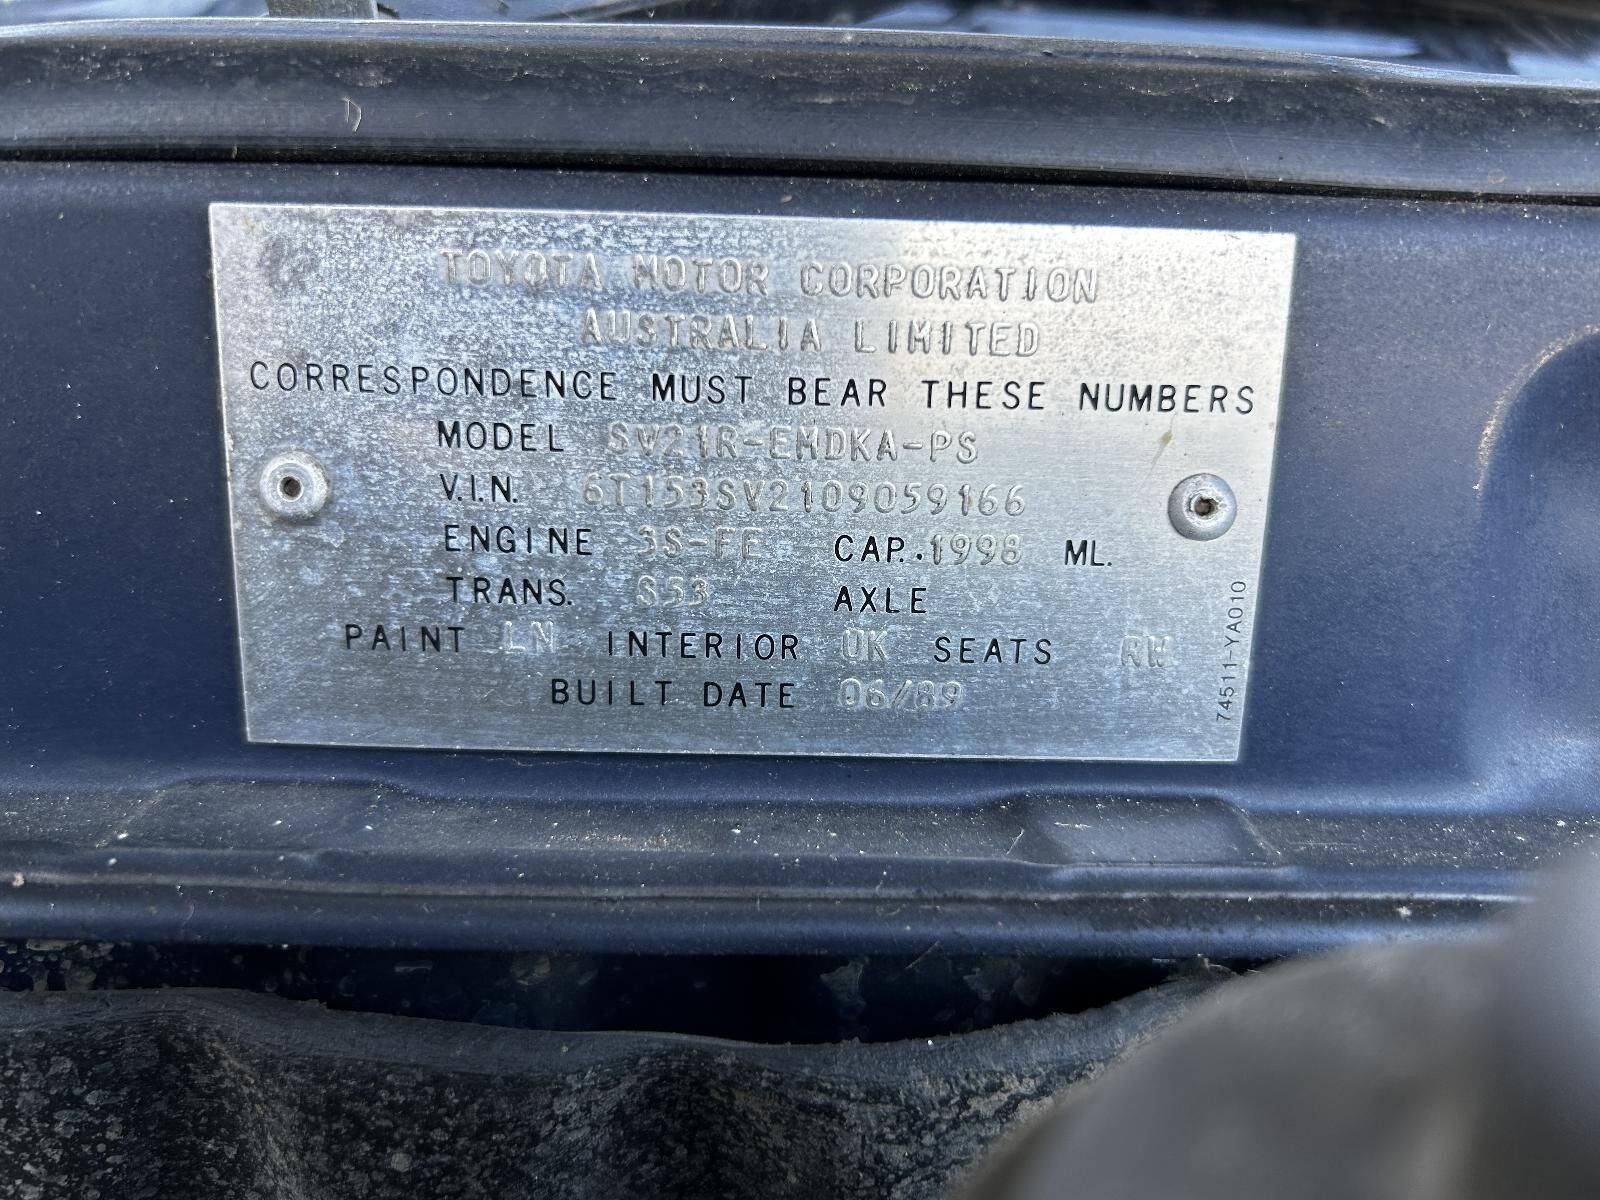 TOYOTA MOTOR CORPORATION
AUSTRALIA LIMITED
CORRESPONDENCE MUST BEAR THESE NUMBERS
MODEL SV21R-EMDKA-PS
V.I.N. 6T153SV2109059166
ENGINE 3S-FE CAP. 1998 ML.
TRANS. S53 AXLE
PAINT LN INTERIOR OK SEATS RW
BUILT DATE 06/89
74511-YA010